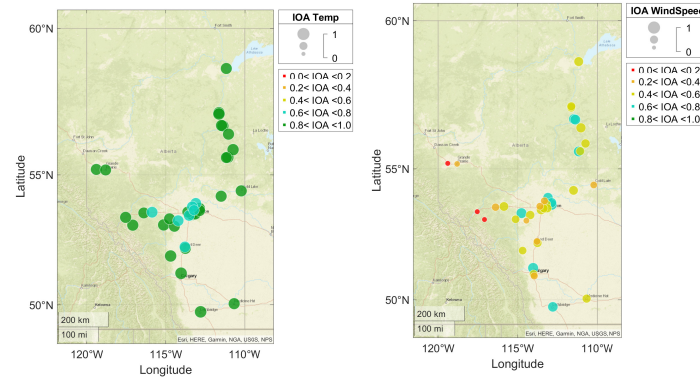 IOA Temp
1
0
0.0< IOA <0.2
0.2< IOA <0.4
0.4< IOA <0.6
0.6< IOA <0.8
0.8< IOA <1.0
60°N
55°N
50°N
Latitude
Alberta
200 km
100 mi
Esri, HERE, Garmin, NGA, USGS, NPS
120°W
115°W
110°W
Longitude
IOA WindSpeed
1
0
0.0< IOA <0.2
0.2< IOA <0.4
0.4< IOA <0.6
0.6< IOA <0.8
0.8< IOA <1.0
60°N
55°N
50°N
Latitude
Alberta
200 km
100 mi
Esri, HERE, Garmin, NGA, USGS, NPS
120°W
115°W
110°W
Longitude